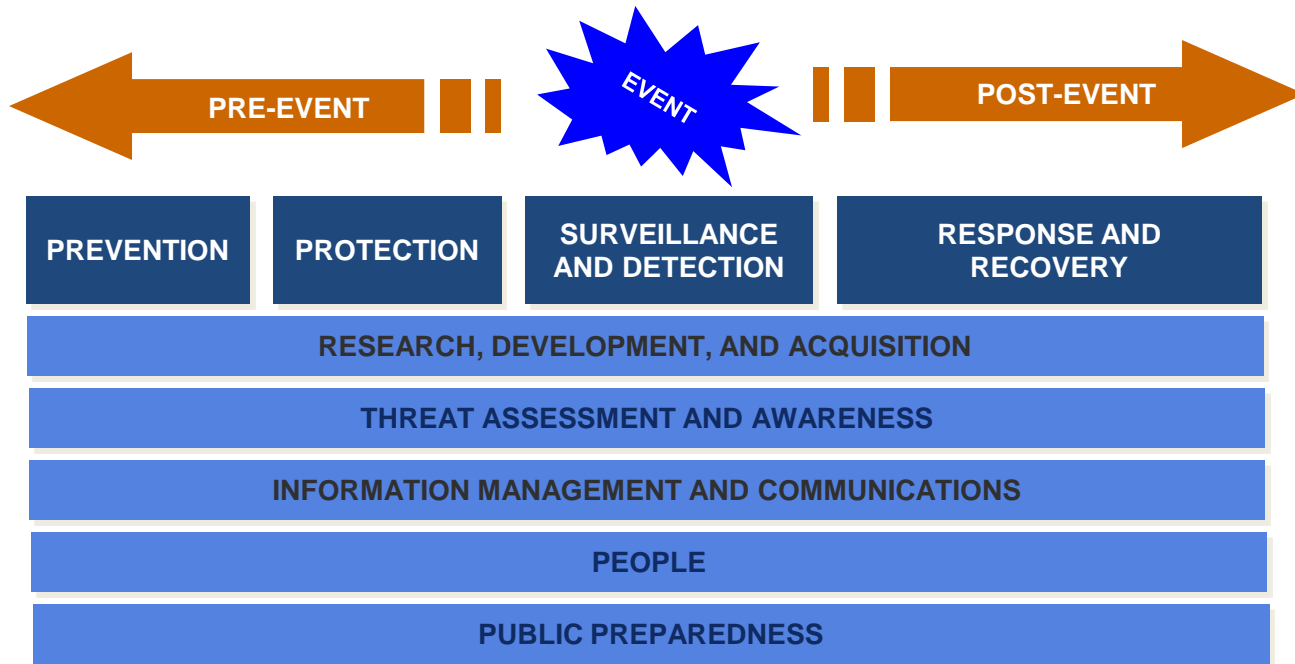 PRE-EVENT
EVENT
POST-EVENT
PREVENTION
PROTECTION
SURVEILLANCE
AND DETECTION
RESPONSE AND
RECOVERY
RESEARCH, DEVELOPMENT, AND ACQUISITION
THREAT ASSESSMENT AND AWARENESS
INFORMATION MANAGEMENT AND COMMUNICATIONS
PEOPLE
PUBLIC PREPAREDNESS